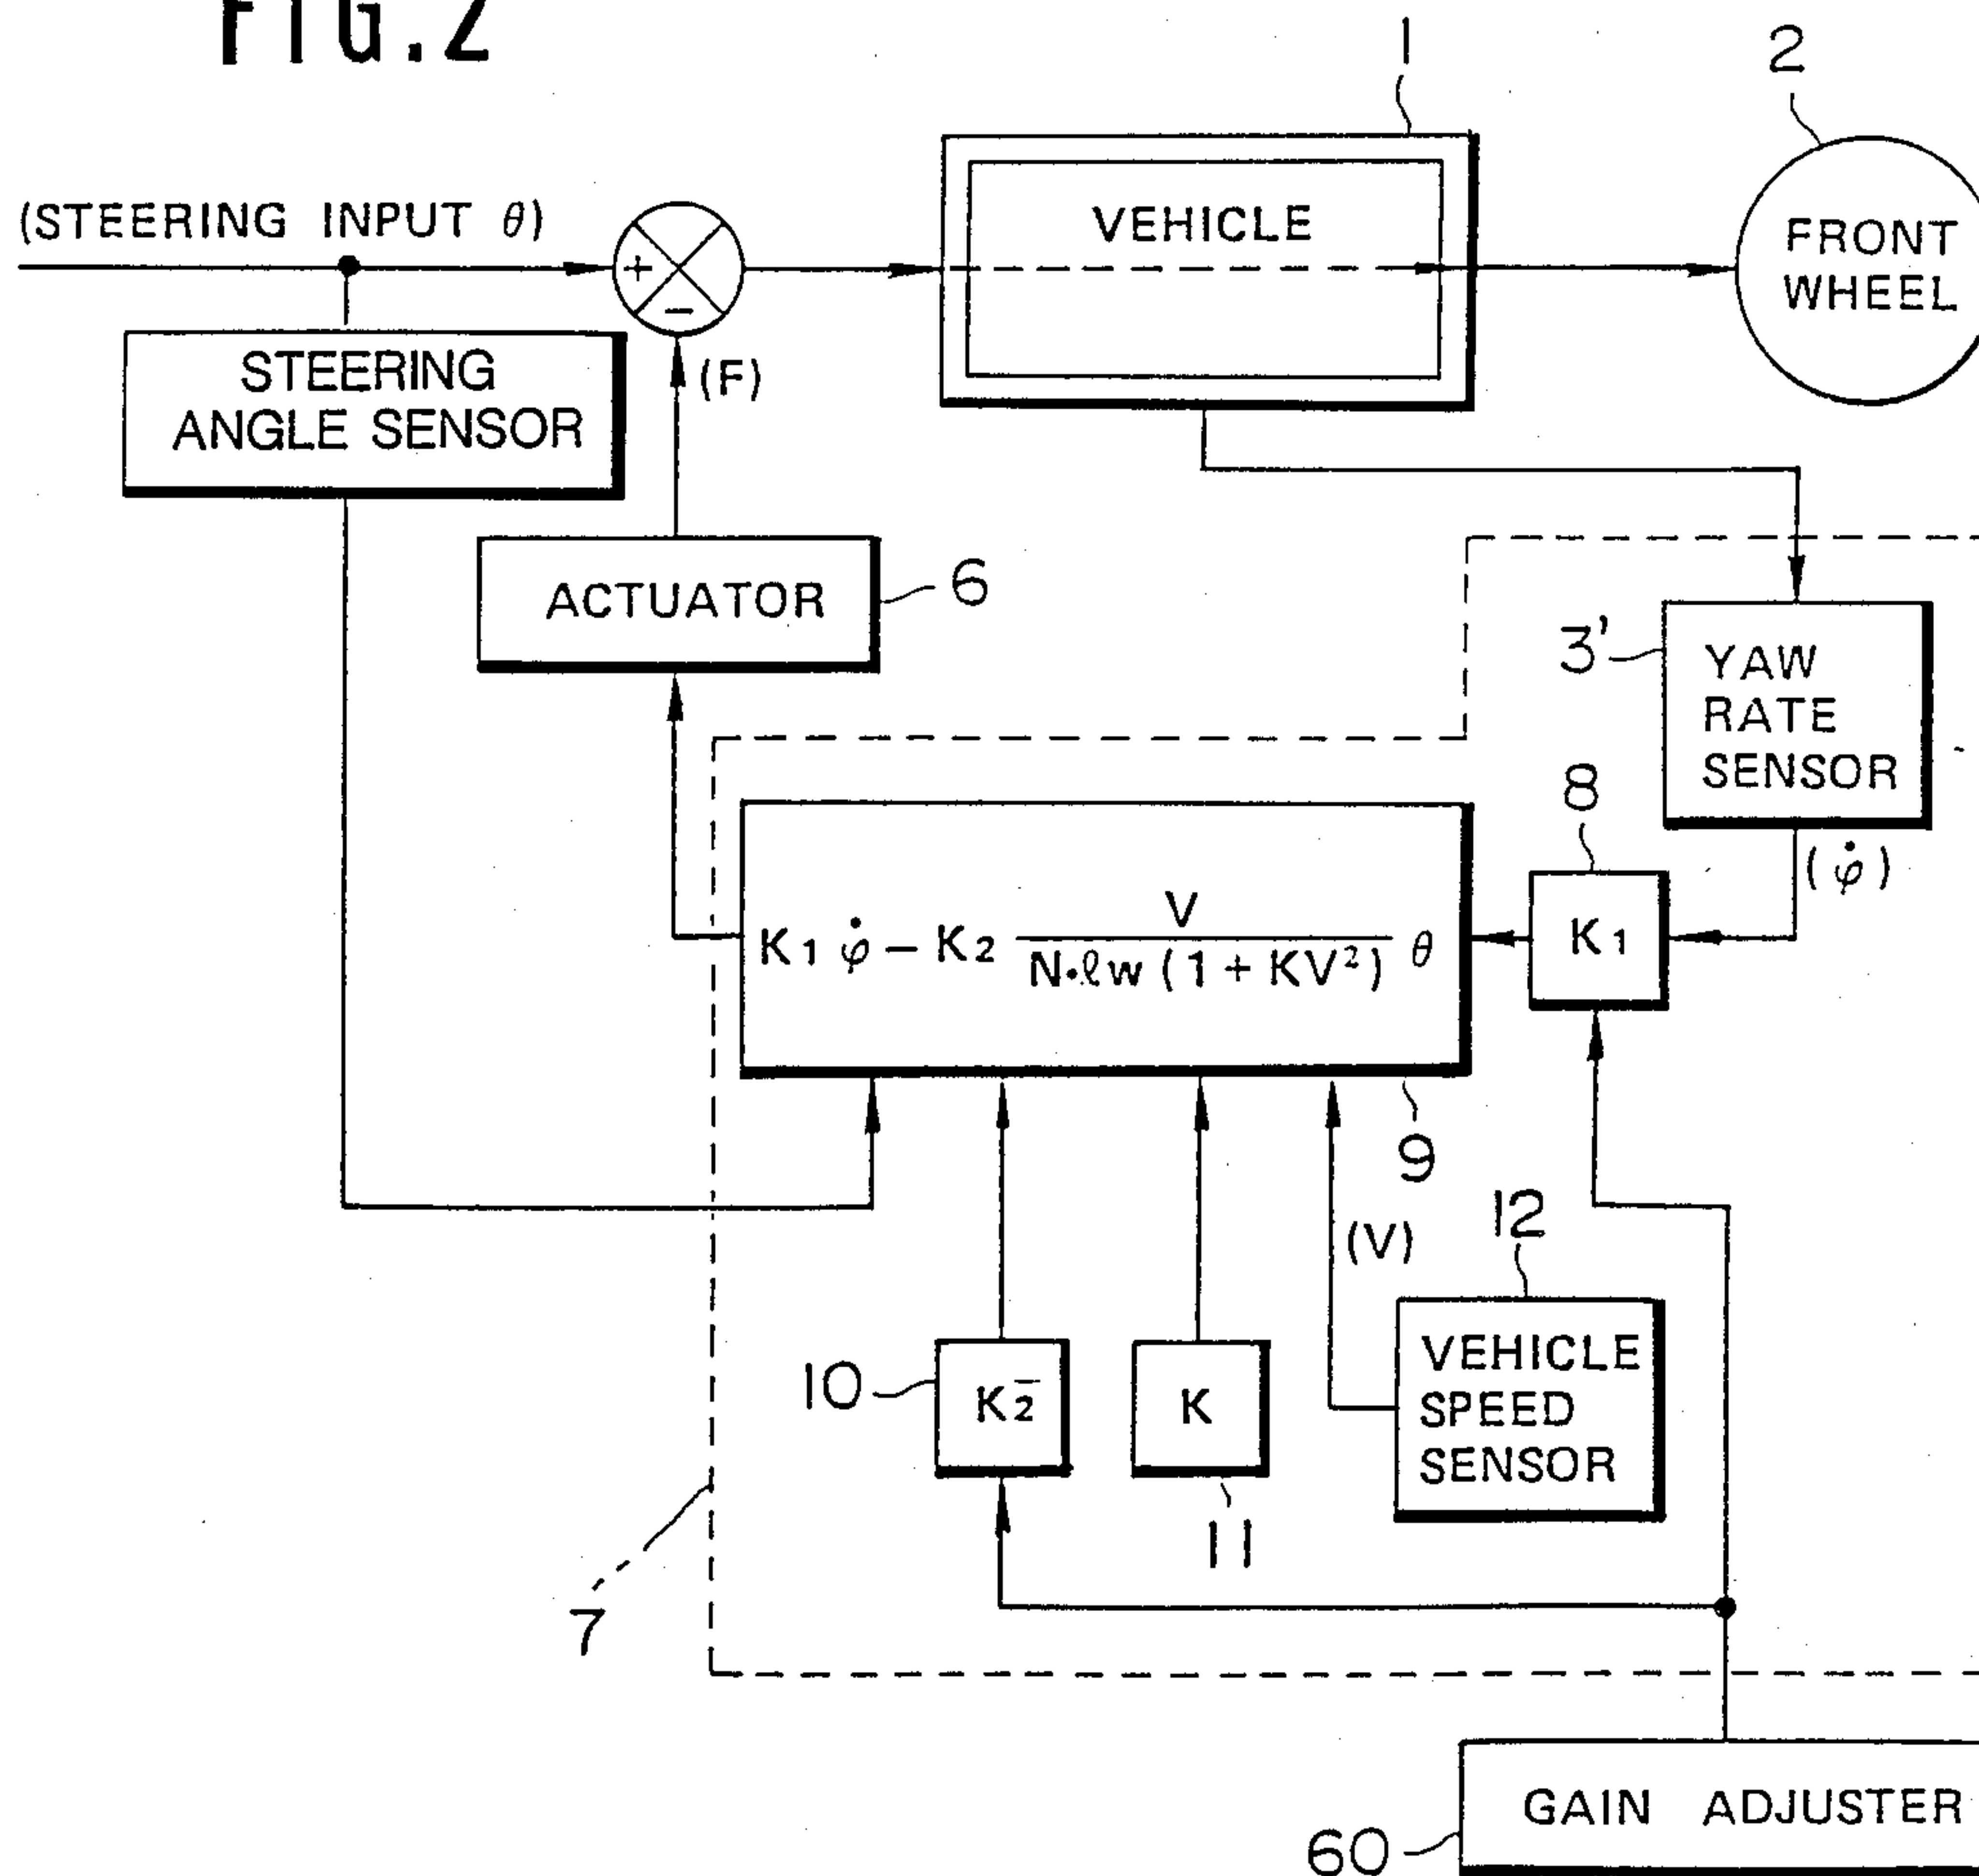 FIG.2
1
2
(STEERING INPUT θ)
+
−
VEHICLE
FRONT
WHEEL
STEERING
ANGLE SENSOR
(F)
ACTUATOR
6
3'
YAW
RATE
SENSOR
8
(φ̇)
K1 φ̇ − K2 V / N·ℓw (1 + KV²) θ
K1
9
12
(V)
10
K2
K
VEHICLE
SPEED
SENSOR
11
7
GAIN ADJUSTER
60